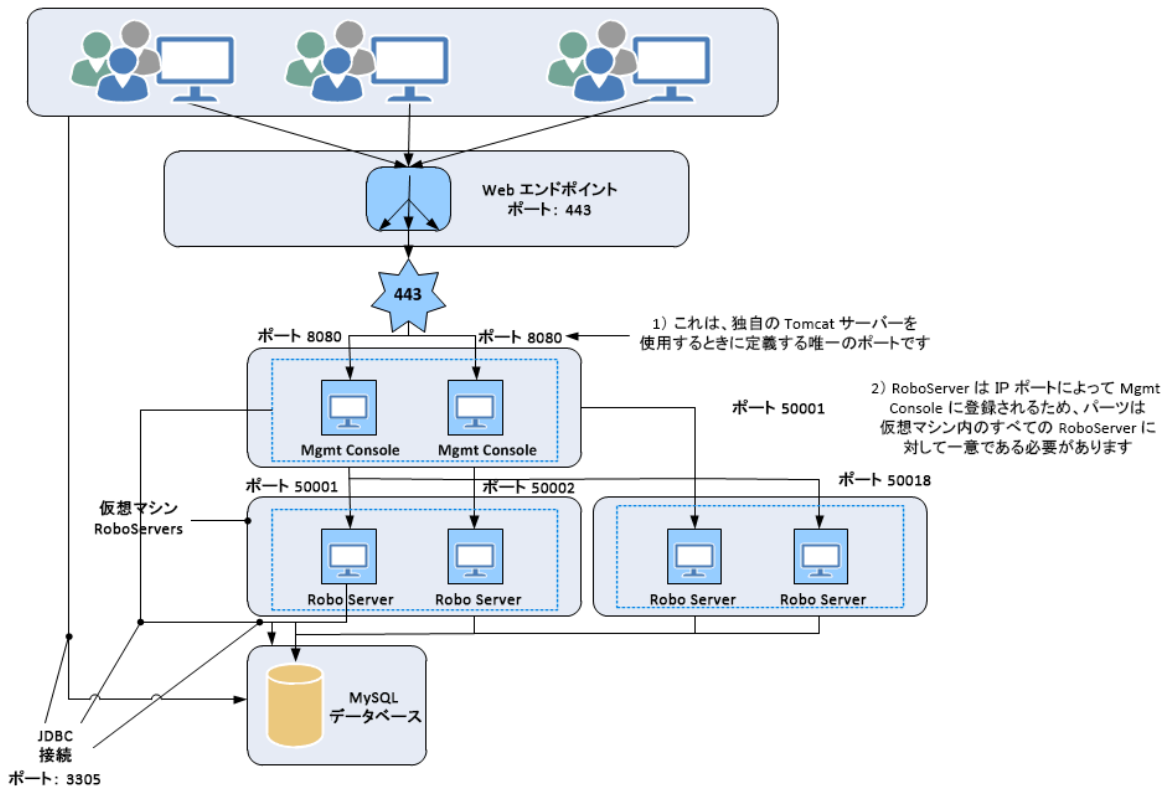 Web エンドポイント
ポート： 443
443
ポート 8080
ポート 8080
1） これは、独自の Tomcat サーバーを
使用するときに定義する唯一のポートです
Mgmt Console
Mgmt Console
ポート 50001
2） RoboServer は IP ポートによって Mgmt
Console に登録されるため、パーツは
仮想マシン内のすべての RoboServer に
対して一意である必要があります
ポート 50001
ポート 50002
ポート 50018
仮想マシン
RoboServers
Robo Server
Robo Server
Robo Server
Robo Server
MySQL
データベース
JDBC
接続
ポート： 3305